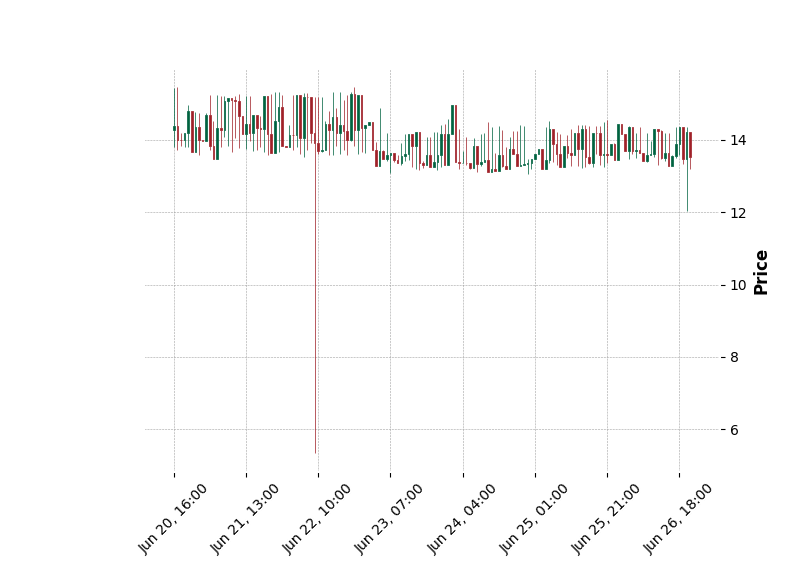 14
12
10
8
6
Price
Jun 20, 16:00
Jun 21, 13:00
Jun 22, 10:00
Jun 23, 07:00
Jun 24, 04:00
Jun 25, 01:00
Jun 25, 21:00
Jun 26, 18:00